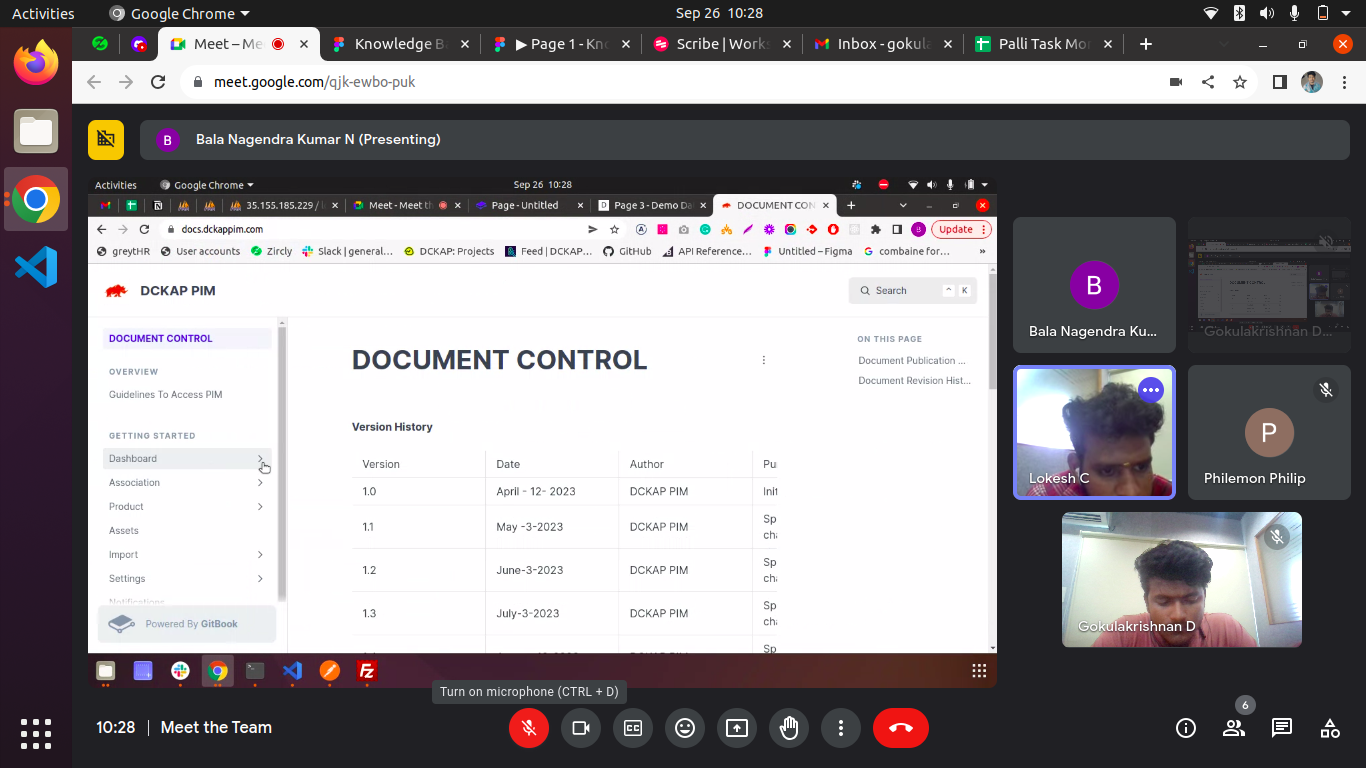 Activities
Google Chrome
Sep 26 10:28
Meet – Me
Knowledge B
▶ Page 1 - Kn
Scribe | Works
Inbox - gokul
Palli Task Mo
meet.google.com/qjk-ewbo-puk
B
Bala Nagendra Kumar N (Presenting)
Activities
Google Chrome
Sep 26 10:28
35.155.185.229 / l
Meet - Meet th
Page - Untitled
Page 3 - Demo Da
DOCUMENT CON
docs.dckappim.com
Update
greytHR
User accounts
Zircly
Slack | general...
DCKAP: Projects
Feed | DCKAP...
GitHub
API Reference...
Untitled – Figma
combaine for...
»
DCKAP PIM
Search
^
K
DOCUMENT CONTROL
OVERVIEW
Guidelines To Access PIM
GETTING STARTED
Dashboard
Association
Product
Assets
Import
Settings
Notifications
Powered By GitBook
DOCUMENT CONTROL
Version History
Version Date Author Pu
1.0 April - 12- 2023 DCKAP PIM Init
1.1 May -3-2023 DCKAP PIM Sp
cha
1.2 June-3-2023 DCKAP PIM Sp
cha
1.3 July-3-2023 DCKAP PIM Sp
cha
Sp
ON THIS PAGE
Document Publication ...
Document Revision Hist...
B
Bala Nagendra Ku...
Gokulakrishnan D...
Lokesh C
P
Philemon Philip
Gokulakrishnan D
Turn on microphone (CTRL + D)
10:28
Meet the Team
6